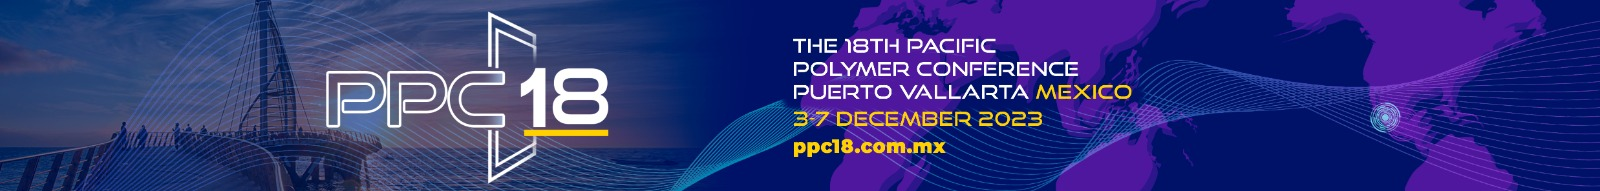 PPC18
THE 18TH PACIFIC
POLYMER CONFERENCE
PUERTO VALLARTA MEXICO
3-7 DECEMBER 2023
ppc18.com.mx